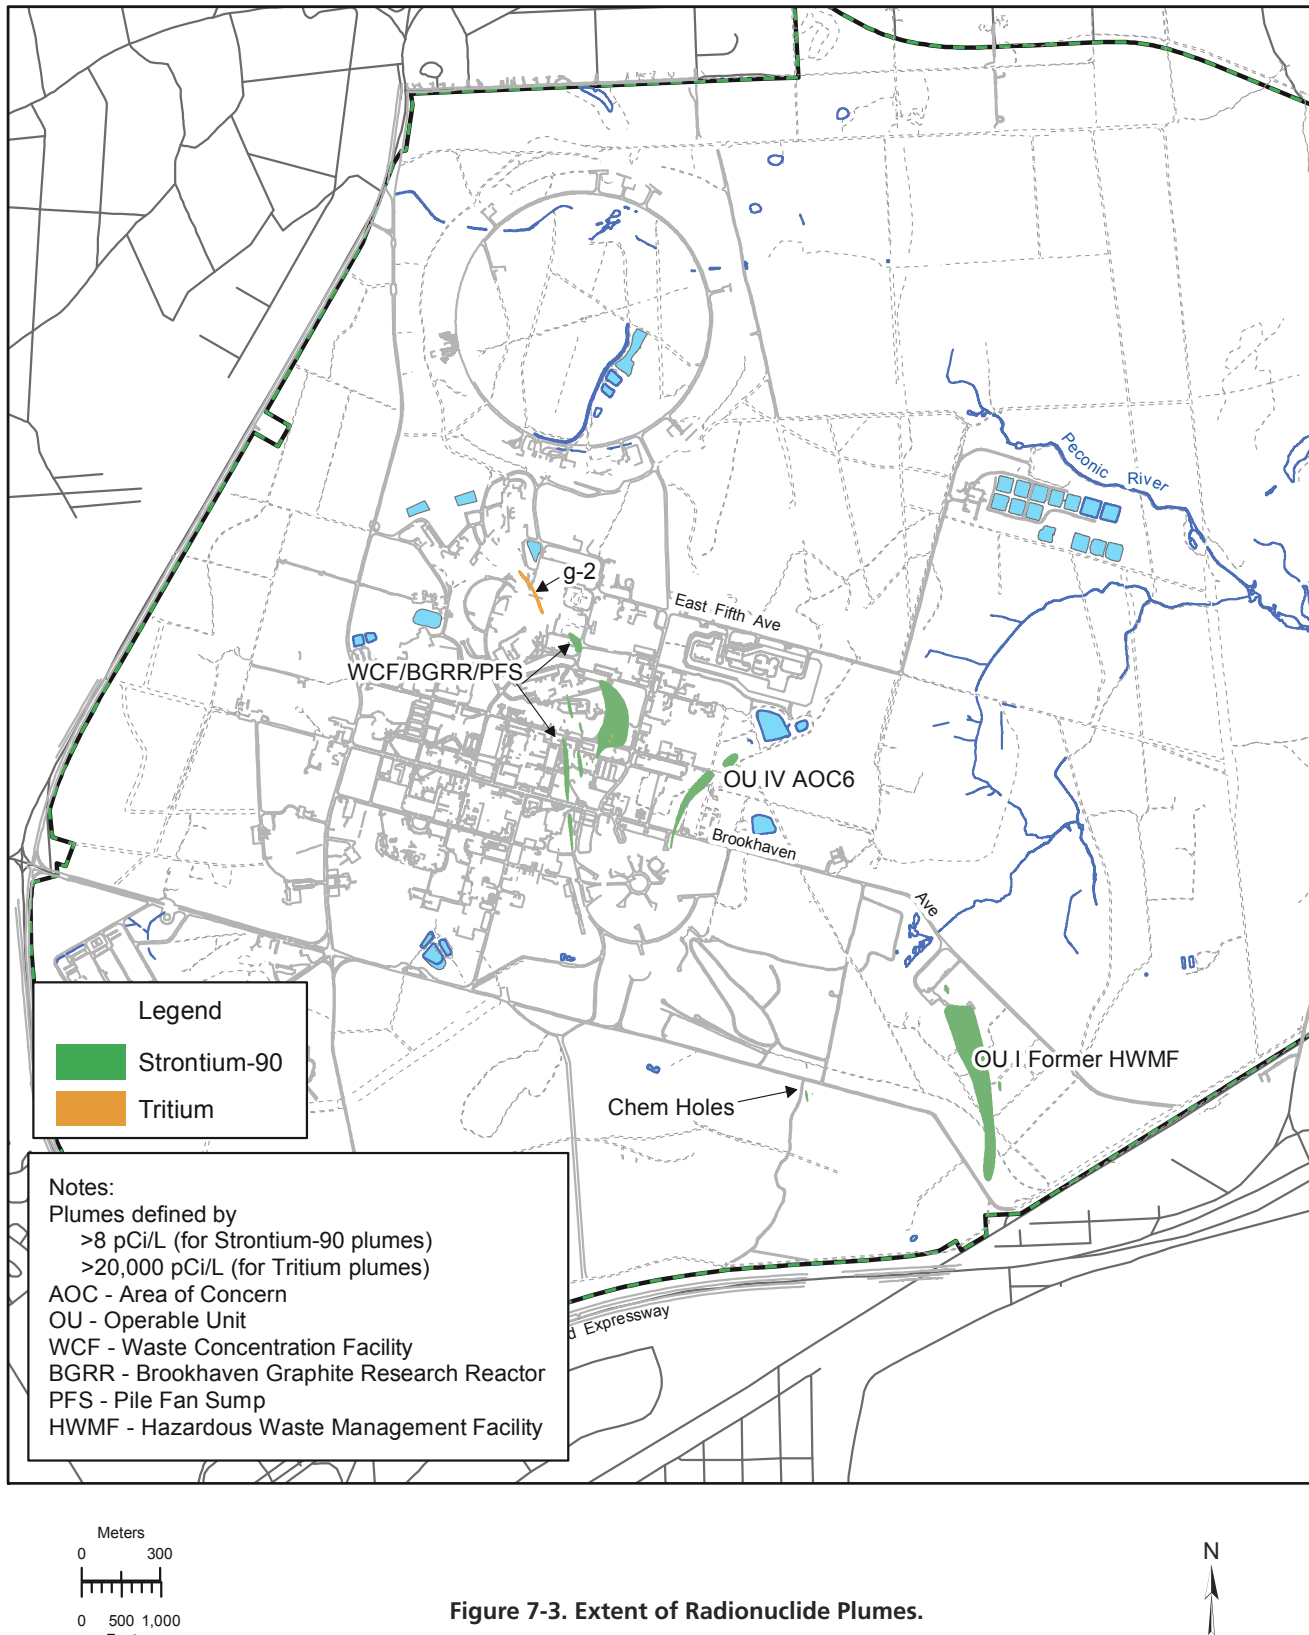 Peconic River
g-2
East Fifth Ave
WCF/BGRR/PFS
OU IV AOC6
Brookhaven
Ave
Legend
Strontium-90
Tritium
OU I Former HWMF
Chem Holes
Notes:
Plumes defined by
>8 pCi/L (for Strontium-90 plumes)
>20,000 pCi/L (for Tritium plumes)
AOC - Area of Concern
OU - Operable Unit
WCF - Waste Concentration Facility
BGRR - Brookhaven Graphite Research Reactor
PFS - Pile Fan Sump
HWMF - Hazardous Waste Management Facility
d Expressway
Meters
0 300
0 500 1,000
N
Figure 7-3. Extent of Radionuclide Plumes.